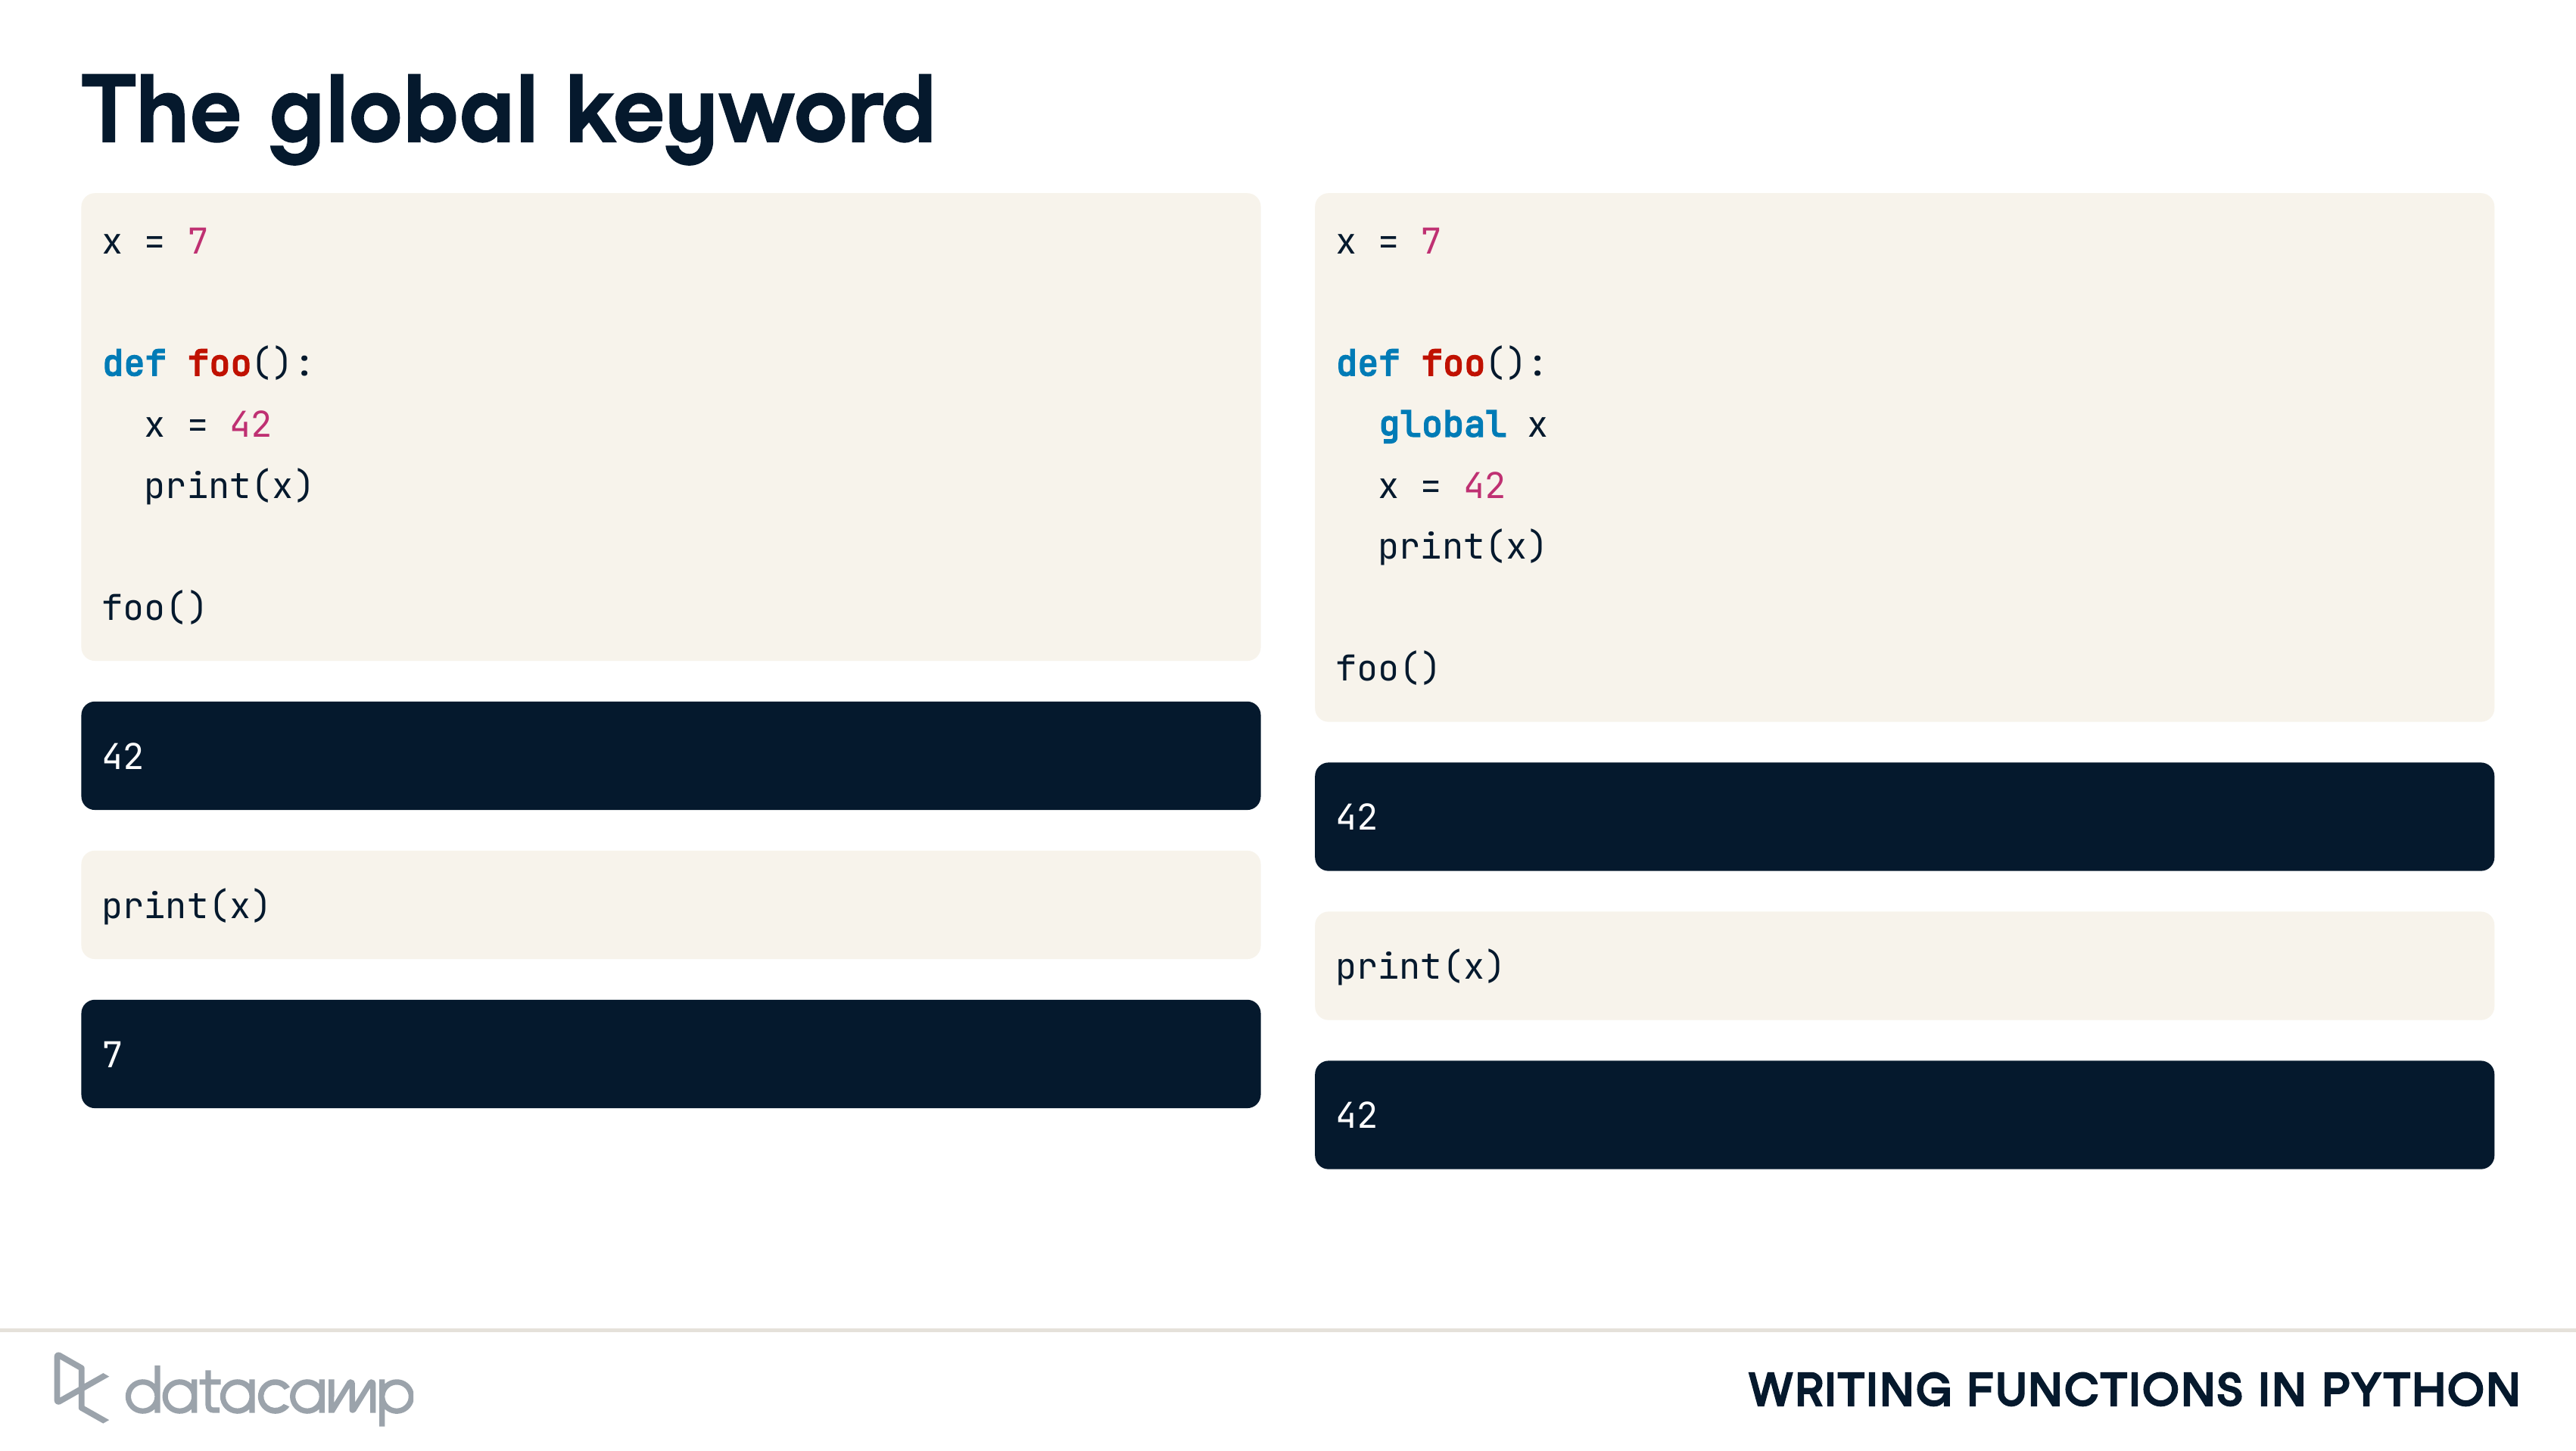 The global keyword
x = 7
def foo():
  x = 42
  print(x)
foo()
42
print(x)
7
x = 7
def foo():
  global x
  x = 42
  print(x)
foo()
42
print(x)
42
datacamp
WRITING FUNCTIONS IN PYTHON